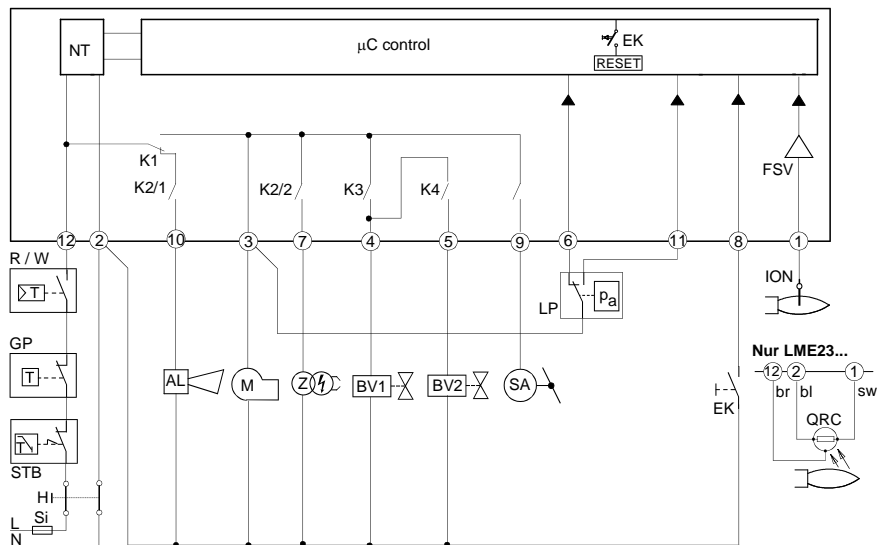 NT
µC control
EK
RESET
FSV
K1
K2/1
K2/2
K3
K4
12
2
10
3
7
4
5
9
6
11
8
1
R / W
T
LP
pa
ION
GP
T
AL
M
Z
BV1
BV2
SA
EK
Nur LME23...
12
2
1
br
bl
sw
QRC
T
STB
H
L
Si
N